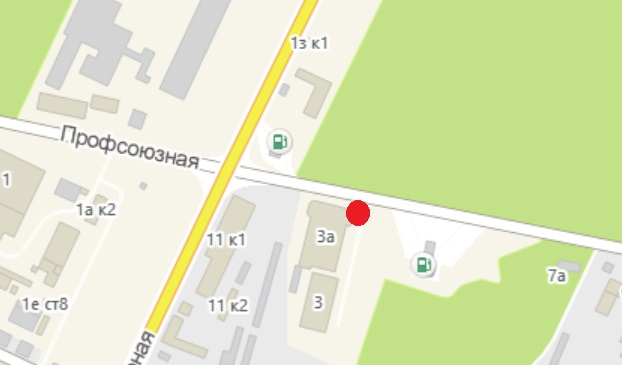 1з к1
Профсоюзная
1
1а к2
11 к1
3а
7а
3
1е ст8
11 к2
ная